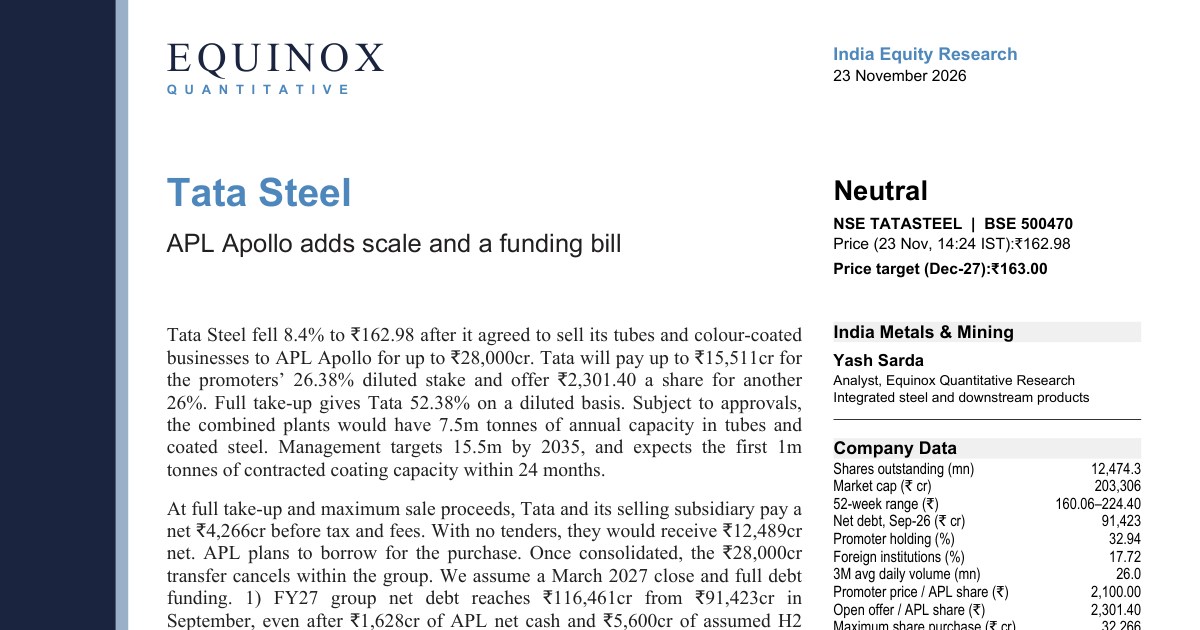 EQUINOX
QUANTITATIVE
India Equity Research
23 November 2026
Tata Steel
APL Apollo adds scale and a funding bill
Tata Steel fell 8.4% to ₹162.98 after it agreed to sell its tubes and colour-coated
businesses to APL Apollo for up to ₹28,000cr. Tata will pay up to ₹15,511cr for
the promoters’ 26.38% diluted stake and offer ₹2,301.40 a share for another
26%. Full take-up gives Tata 52.38% on a diluted basis. Subject to approvals,
the combined plants would have 7.5m tonnes of annual capacity in tubes and
coated steel. Management targets 15.5m by 2035, and expects the first 1m
tonnes of contracted coating capacity within 24 months.
At full take-up and maximum sale proceeds, Tata and its selling subsidiary pay a
net ₹4,266cr before tax and fees. With no tenders, they would receive ₹12,489cr
net. APL plans to borrow for the purchase. Once consolidated, the ₹28,000cr
transfer cancels within the group. We assume a March 2027 close and full debt
funding. 1) FY27 group net debt reaches ₹116,461cr from ₹91,423cr in
September, even after ₹1,628cr of APL net cash and ₹5,600cr of assumed H2
Neutral
NSE TATASTEEL | BSE 500470
Price (23 Nov, 14:24 IST):₹162.98
Price target (Dec-27):₹163.00
India Metals & Mining
Yash Sarda
Analyst, Equinox Quantitative Research
Integrated steel and downstream products
Company Data
Shares outstanding (mn) 12,474.3
Market cap (₹ cr) 203,306
52-week range (₹) 160.06–224.40
Net debt, Sep-26 (₹ cr) 91,423
Promoter holding (%) 32.94
Foreign institutions (%) 17.72
3M avg daily volume (mn) 26.0
Promoter price / APL share (₹) 2,100.00
Open offer / APL share (₹) 2,301.40
Maximum share purchase (₹ cr) 32,266